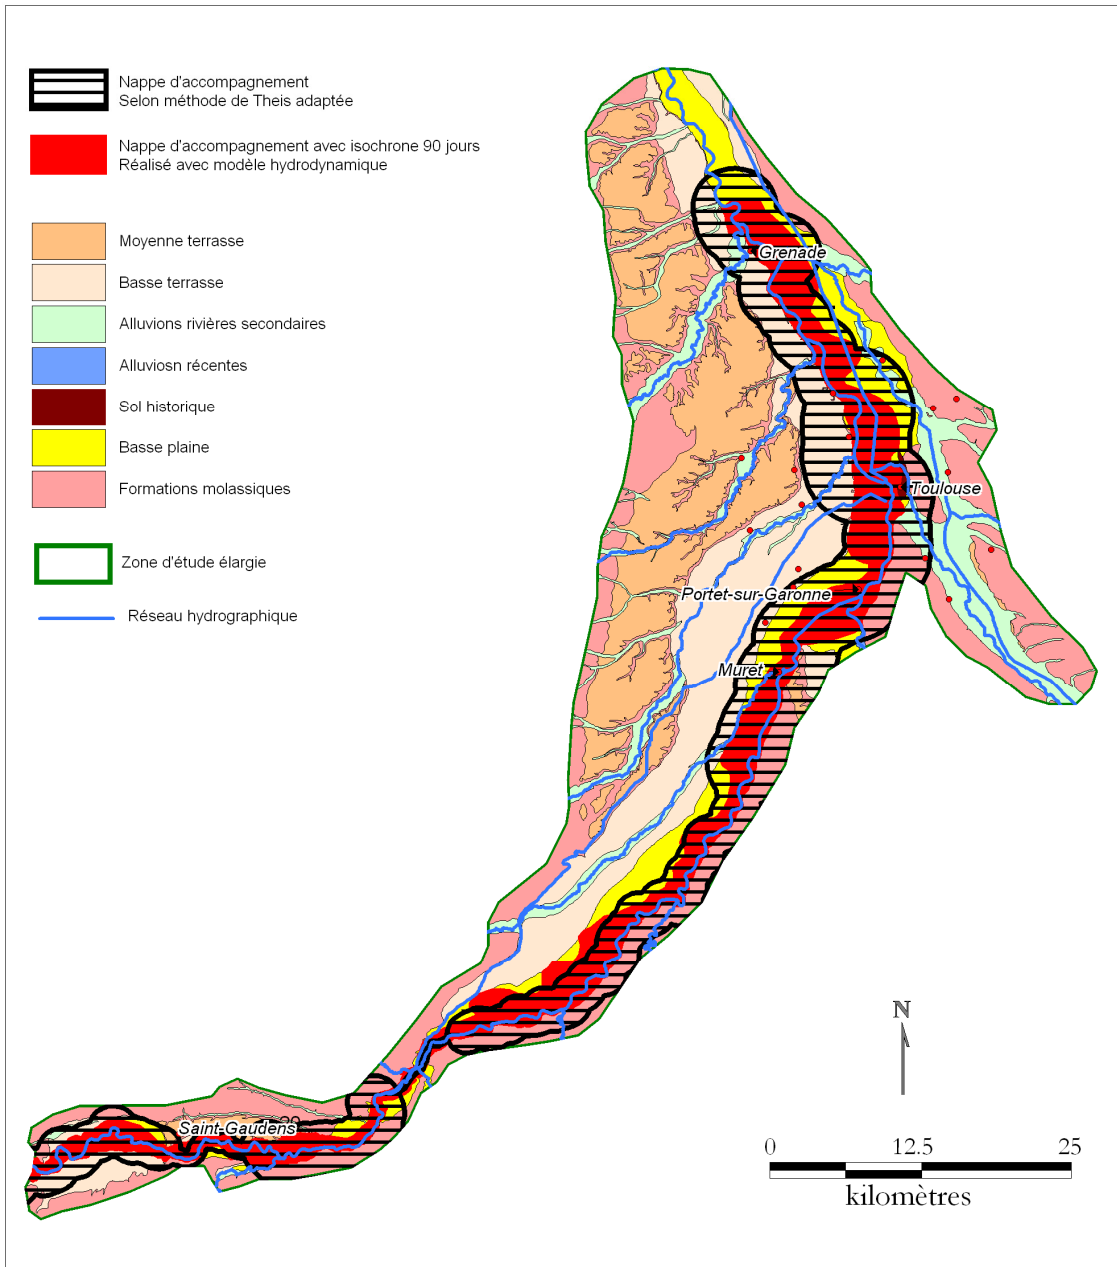 Nappe d'accompagnement
Selon méthode de Theis adaptée
Nappe d'accompagnement avec isochrone 90 jours
Réalisé avec modèle hydrodynamique
Moyenne terrasse
Basse terrasse
Alluvions rivières secondaires
Alluviosn récentes
Sol historique
Basse plaine
Formations molassiques
Zone d'étude élargie
Réseau hydrographique
Grenade
Toulouse
Portet-sur-Garonne
Muret
Saint-Gaudens
N
0 12.5 25
kilomètres